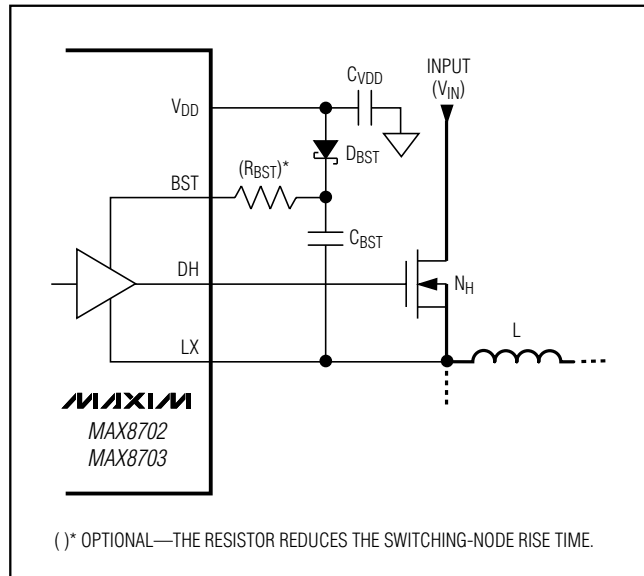 INPUT
(VIN)
CVDD
VDD
DBST
(RBST)*
BST
CBST
DH
NH
L
LX
MAXIM
MAX8702
MAX8703
( )* OPTIONAL—THE RESISTOR REDUCES THE SWITCHING-NODE RISE TIME.